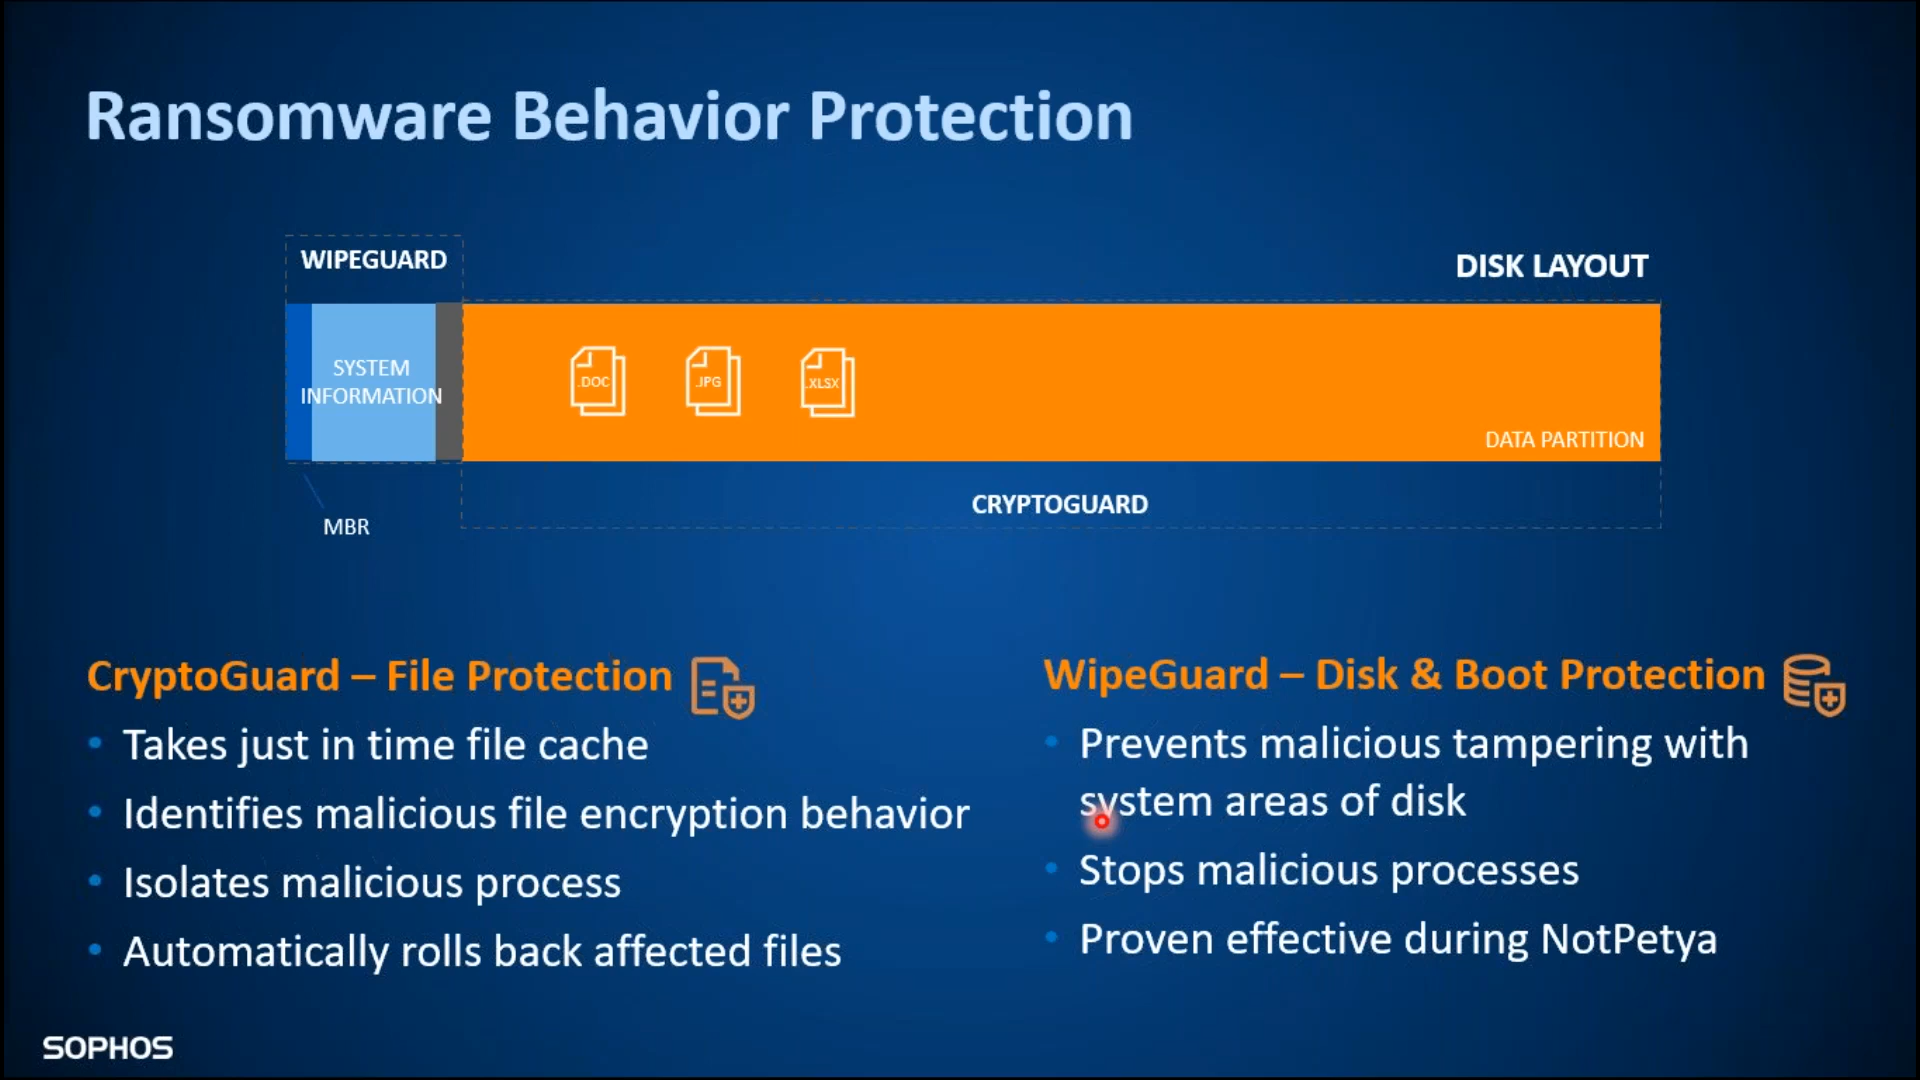 Ransomware Behavior Protection
WIPEGUARD
DISK LAYOUT
SYSTEM
INFORMATION
.DOC
.JPG
.XLSX
DATA PARTITION
CRYPTOGUARD
MBR
CryptoGuard – File Protection
• Takes just in time file cache
• Identifies malicious file encryption behavior
• Isolates malicious process
• Automatically rolls back affected files
WipeGuard – Disk & Boot Protection
• Prevents malicious tampering with
system areas of disk
• Stops malicious processes
• Proven effective during NotPetya
SOPHOS